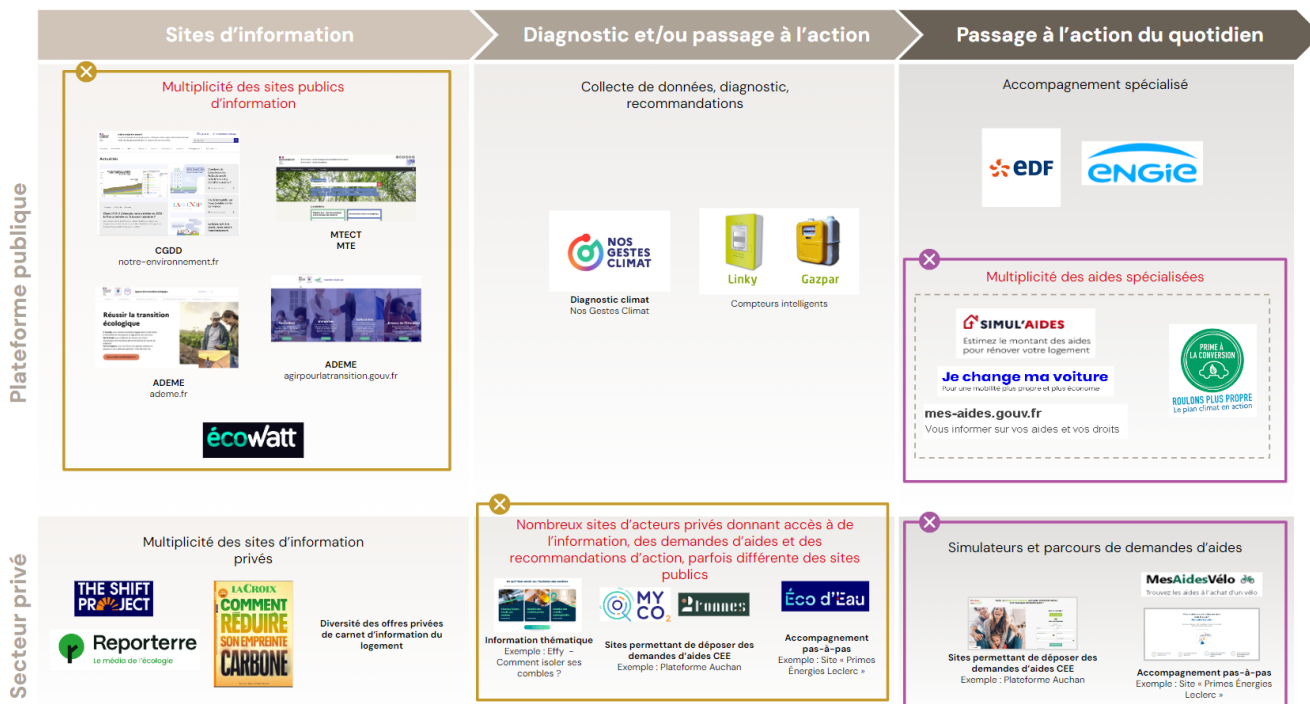 Sites d'information
Diagnostic et/ou passage à l'action
Passage à l'action du quotidien
Plateforme publique
Multiplicité des sites publics
d'information
CGDD
notre-environnement.fr
MTECT
MTE
Réussir la transition
écologique
ADEME
ademe.fr
ADEME
agirpourlatransition.gouv.fr
écowatt
Collecte de données, diagnostic,
recommandations
NOS
GESTES
CLIMAT
Diagnostic climat
Nos Gestes Climat
Linky
Gazpar
Compteurs intelligents
Accompagnement spécialisé
eDF
ENGIE
Multiplicité des aides spécialisées
SIMUL'AIDES
Estimez le montant des aides
pour rénover votre logement
Je change ma voiture
Pour une mobilité plus propre et plus économe
mes-aides.gouv.fr
Vous informer sur vos aides et vos droits
PRIME À
LA CONVERSION
ROULONS PLUS PROPRE
Le plan climat en action
Secteur privé
Multiplicité des sites d'information
privés
THE SHIFT
PROJECT
Reporterre
Le média de l'écologie
LACROIX
COMMENT
RÉDUIRE
SON EMPREINTE
CARBONE
Diversité des offres privées
de carnet d'information du
logement
Nombreux sites d'acteurs privés donnant accès à de
l'information, des demandes d'aides et des
recommandations d'action, parfois différente des sites
publics
MY
CO2
2tonnes
Éco d'Eau
Information thématique
Exemple : Effy -
Comment isoler ses
combles ?
Sites permettant de déposer des
demandes d'aides CEE
Exemple : Plateforme Auchan
Accompagnement
pas-à-pas
Exemple : Site « Primes
Énergies Leclerc »
Simulateurs et parcours de demandes d'aides
MesAidesVélo
Trouvez les aides à l'achat d'un vélo
Sites permettant de déposer des
demandes d'aides CEE
Exemple : Plateforme Auchan
Accompagnement pas-à-pas
Exemple : Site « Primes Énergies
Leclerc »